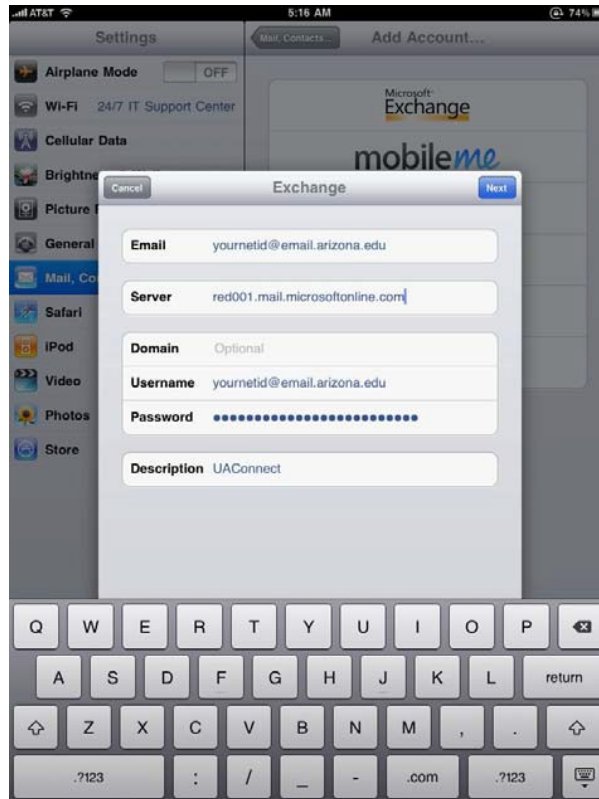 AT&T 5:16 AM 74%
Settings
Mail, Contacts... Add Account...
Airplane Mode OFF
Wi-Fi 24/7 IT Support Center
Cellular Data
Brightne
Picture F
General
Mail, Co
Safari
iPod
Video
Photos
Store
Microsoft
Exchange
mobileme
Cancel Exchange Next
Email yournetid@email.arizona.edu
Server red001.mail.microsoftonline.com
Domain Optional
Username yournetid@email.arizona.edu
Password ●●●●●●●●●●●●●●●●●●●●●●●●●
Description UAConnect
Q W E R T Y U I O P
A S D F G H J K L return
Z X C V B N M , .
.?123 : / _ - .com .?123